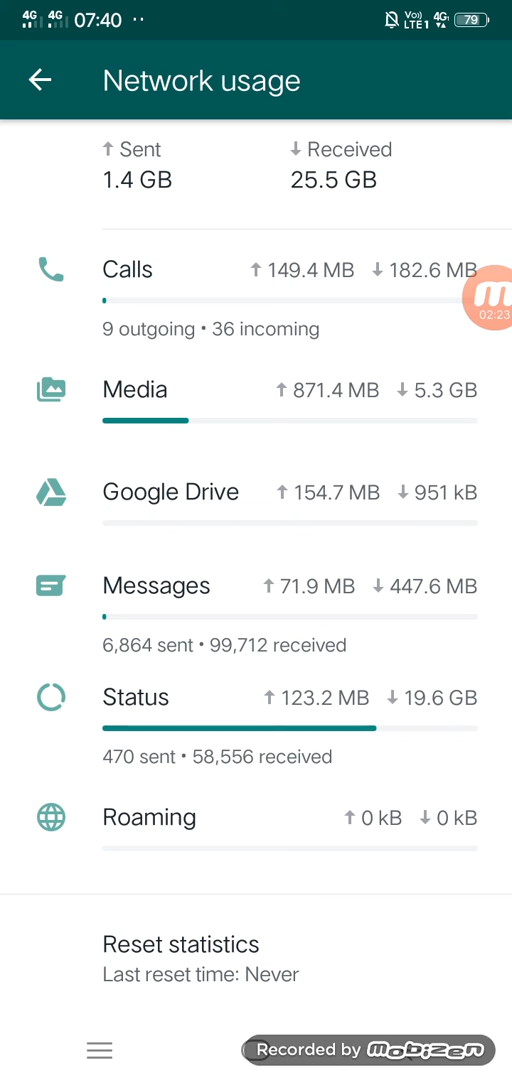 4G 4G 07:40 ·· Vo)) LTE1 4G 79
Network usage
↑ Sent ↓ Received
1.4 GB 25.5 GB
Calls ↑ 149.4 MB ↓ 182.6 MB
m
02:23
9 outgoing • 36 incoming
Media ↑ 871.4 MB ↓ 5.3 GB
Google Drive ↑ 154.7 MB ↓ 951 kB
Messages ↑ 71.9 MB ↓ 447.6 MB
6,864 sent • 99,712 received
Status ↑ 123.2 MB ↓ 19.6 GB
470 sent • 58,556 received
Roaming ↑ 0 kB ↓ 0 kB
Reset statistics
Last reset time: Never
Recorded by mobizen